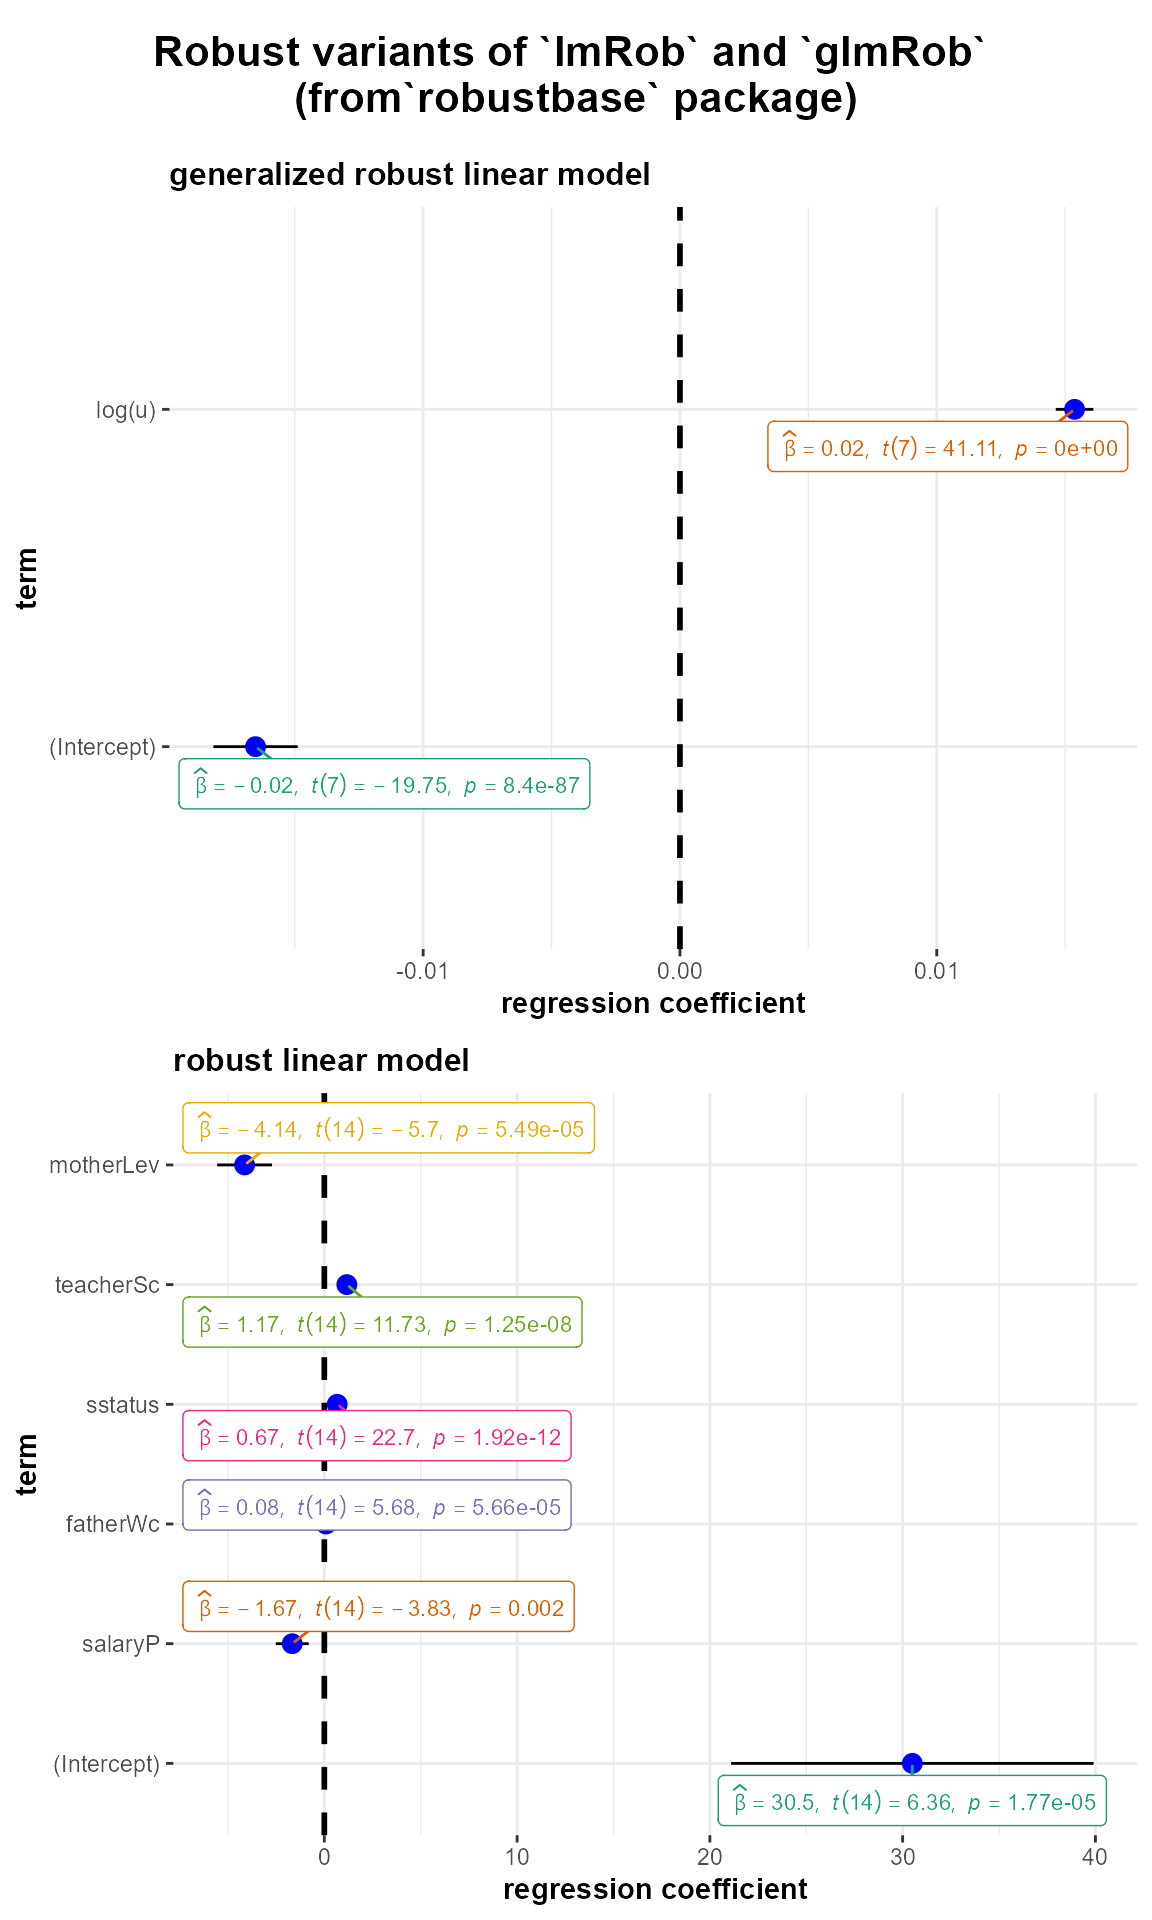 Robust variants of `lmRob` and `glmRob`
(from`robustbase` package)
generalized robust linear model
term
log(u)
β̂ = 0.02, t(7) = 41.11, p = 0e+00
(Intercept)
β̂ = −0.02, t(7) = −19.75, p = 8.4e-87
-0.01 0.00 0.01
regression coefficient
robust linear model
term
β̂ = −4.14, t(14) = −5.7, p = 5.49e-05
motherLev
teacherSc
β̂ = 1.17, t(14) = 11.73, p = 1.25e-08
sstatus
β̂ = 0.67, t(14) = 22.7, p = 1.92e-12
β̂ = 0.08, t(14) = 5.68, p = 5.66e-05
fatherWc
β̂ = −1.67, t(14) = −3.83, p = 0.002
salaryP
(Intercept)
β̂ = 30.5, t(14) = 6.36, p = 1.77e-05
0 10 20 30 40
regression coefficient